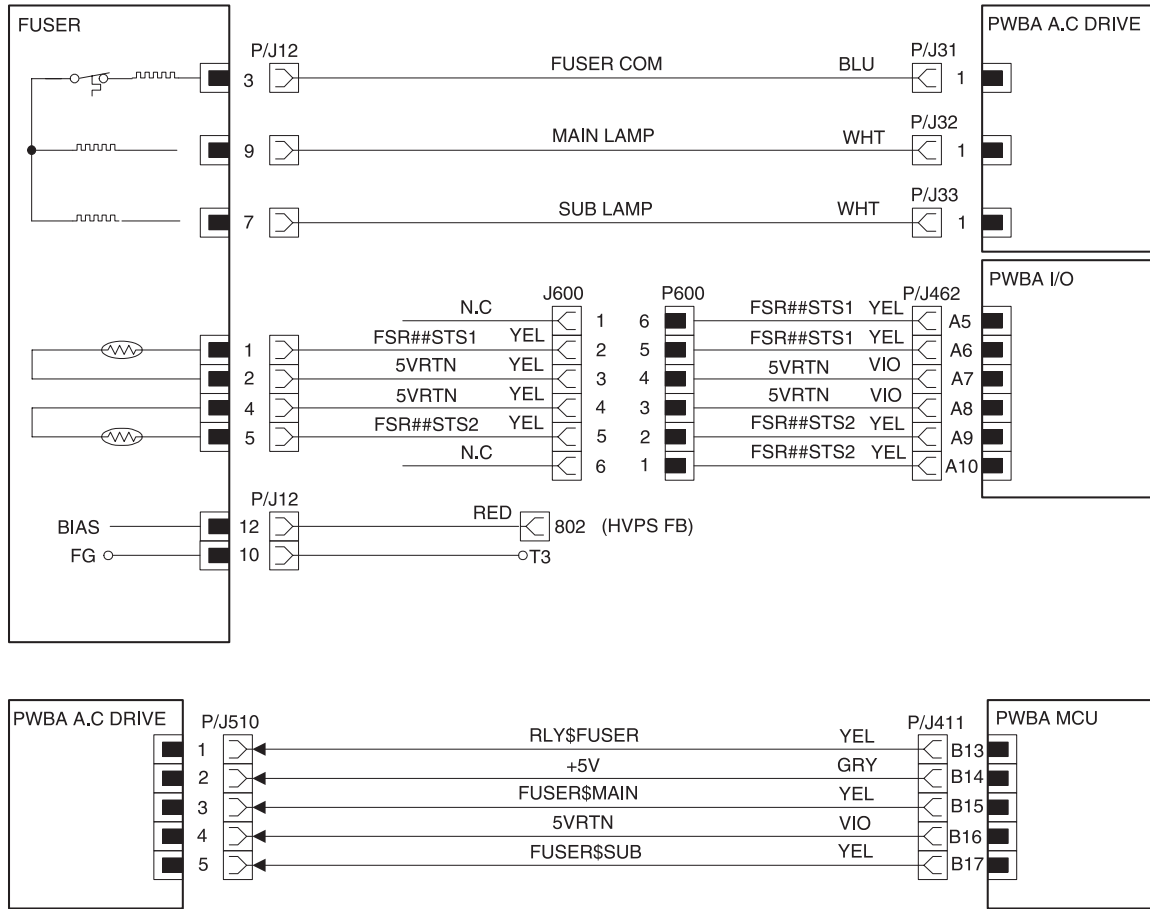 FUSER
PWBA A.C DRIVE
P/J12
P/J31
3
FUSER COM
BLU
1
P/J32
9
MAIN LAMP
WHT
1
P/J33
7
SUB LAMP
WHT
1
PWBA I/O
J600
P600
P/J462
N.C
1
6
FSR##STS1
YEL
A5
1
FSR##STS1
YEL
2
5
FSR##STS1
YEL
A6
2
5VRTN
YEL
3
4
5VRTN
VIO
A7
4
5VRTN
YEL
4
3
5VRTN
VIO
A8
5
FSR##STS2
YEL
5
2
FSR##STS2
YEL
A9
N.C
6
1
FSR##STS2
YEL
A10
P/J12
BIAS
12
RED
802
(HVPS FB)
FG
10
T3
PWBA A.C DRIVE
P/J510
P/J411
PWBA MCU
1
RLY$FUSER
YEL
B13
2
+5V
GRY
B14
3
FUSER$MAIN
YEL
B15
4
5VRTN
VIO
B16
5
FUSER$SUB
YEL
B17